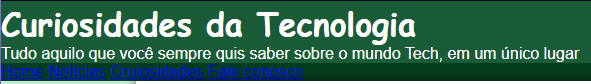 Curiosidades da Tecnologia
Tudo aquilo que você sempre quis saber sobre o mundo Tech, em um único lugar
Home Notícias Curiosidades Fale conosco